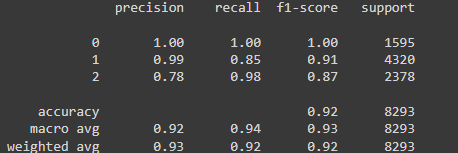 precision recall f1-score support
0 1.00 1.00 1.00 1595
1 0.99 0.85 0.91 4320
2 0.78 0.98 0.87 2378
accuracy 0.92 8293
macro avg 0.92 0.94 0.93 8293
weighted avg 0.93 0.92 0.92 8293